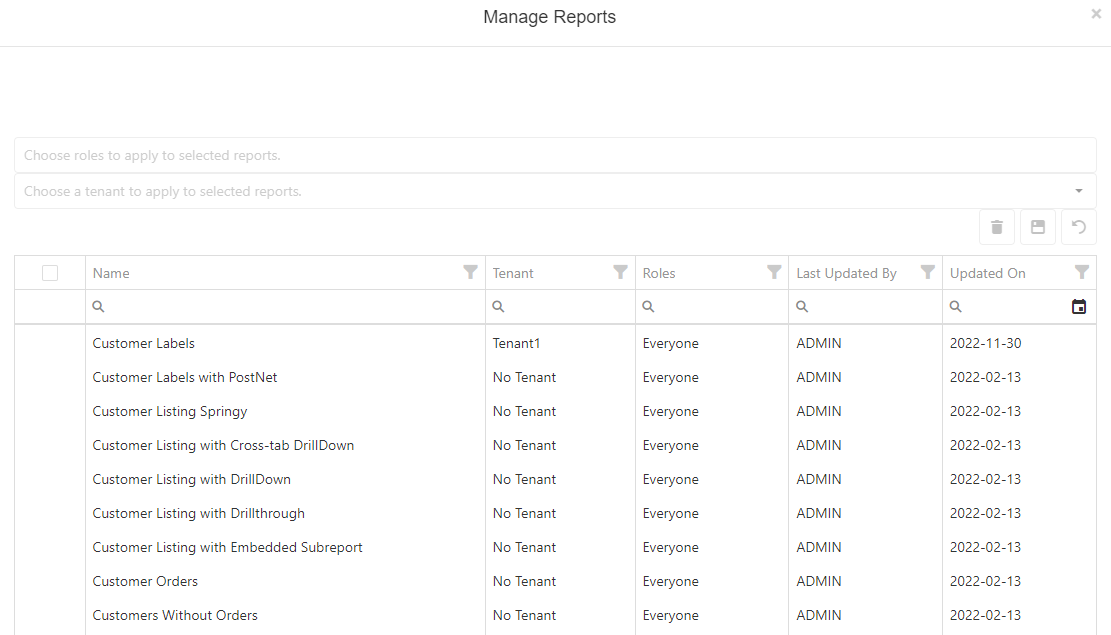 Manage Reports
Choose roles to apply to selected reports.
Choose a tenant to apply to selected reports.
Name Tenant Roles Last Updated By Updated On
Customer Labels Tenant1 Everyone ADMIN 2022-11-30
Customer Labels with PostNet No Tenant Everyone ADMIN 2022-02-13
Customer Listing Springy No Tenant Everyone ADMIN 2022-02-13
Customer Listing with Cross-tab DrillDown No Tenant Everyone ADMIN 2022-02-13
Customer Listing with DrillDown No Tenant Everyone ADMIN 2022-02-13
Customer Listing with Drillthrough No Tenant Everyone ADMIN 2022-02-13
Customer Listing with Embedded Subreport No Tenant Everyone ADMIN 2022-02-13
Customer Orders No Tenant Everyone ADMIN 2022-02-13
Customers Without Orders No Tenant Everyone ADMIN 2022-02-13